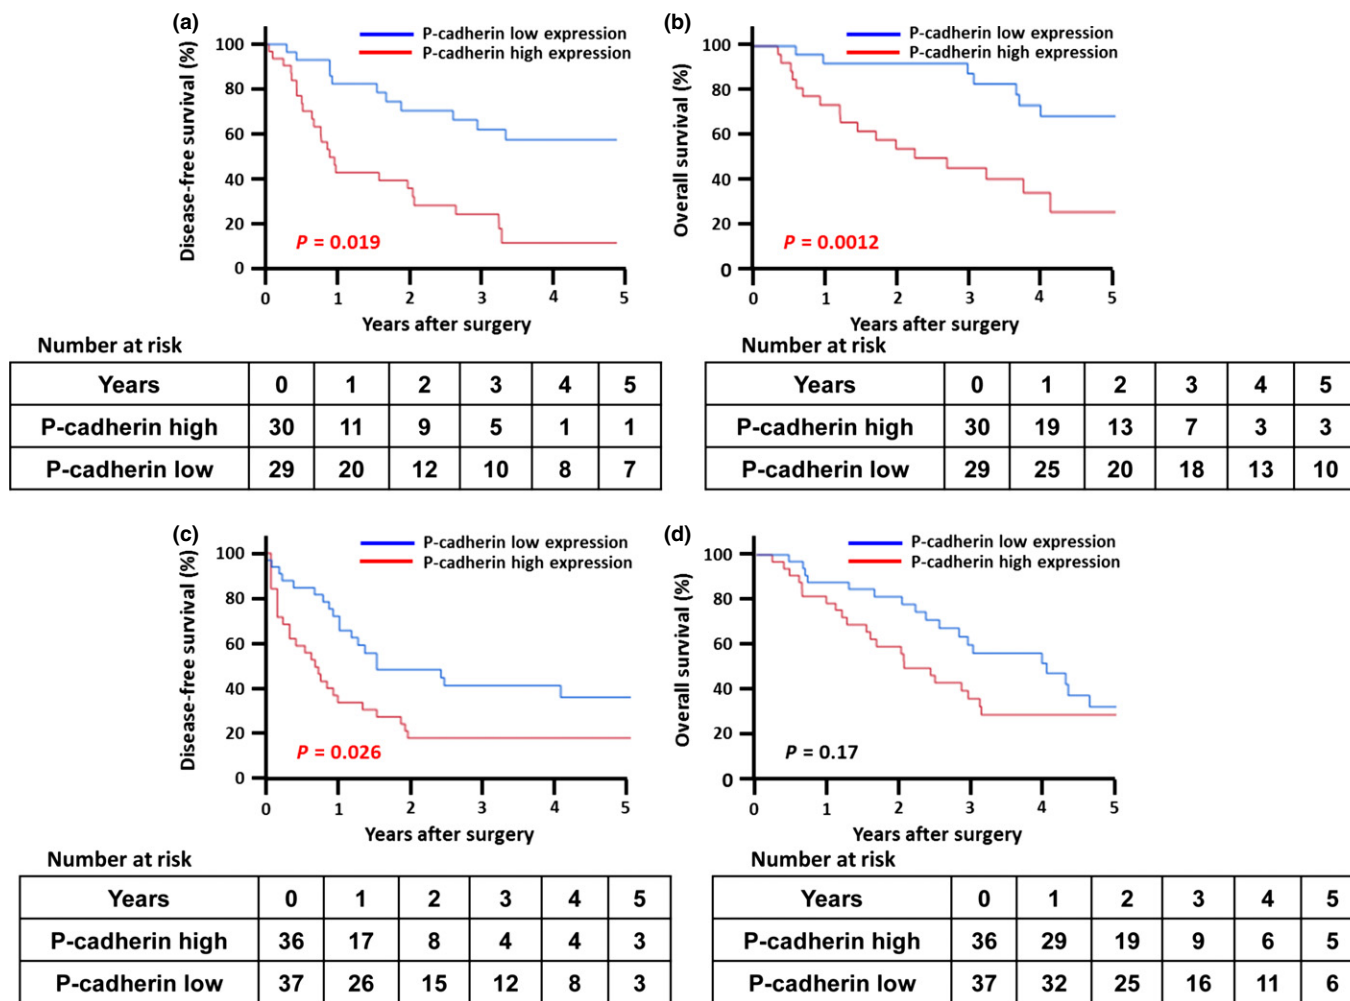 (a)
P-cadherin low expression
P-cadherin high expression
Disease-free survival (%)
100
80
60
40
20
0
P = 0.019
0 1 2 3 4 5
Years after surgery
Number at risk
Years 0 1 2 3 4 5
P-cadherin high 30 11 9 5 1 1
P-cadherin low 29 20 12 10 8 7
(b)
P-cadherin low expression
P-cadherin high expression
Overall survival (%)
100
80
60
40
20
0
P = 0.0012
0 1 2 3 4 5
Years after surgery
Number at risk
Years 0 1 2 3 4 5
P-cadherin high 30 19 13 7 3 3
P-cadherin low 29 25 20 18 13 10
(c)
P-cadherin low expression
P-cadherin high expression
Disease-free survival (%)
100
80
60
40
20
0
P = 0.026
0 1 2 3 4 5
Years after surgery
Number at risk
Years 0 1 2 3 4 5
P-cadherin high 36 17 8 4 4 3
P-cadherin low 37 26 15 12 8 3
(d)
P-cadherin low expression
P-cadherin high expression
Overall survival (%)
100
80
60
40
20
0
P = 0.17
0 1 2 3 4 5
Years after surgery
Number at risk
Years 0 1 2 3 4 5
P-cadherin high 36 29 19 9 6 5
P-cadherin low 37 32 25 16 11 6